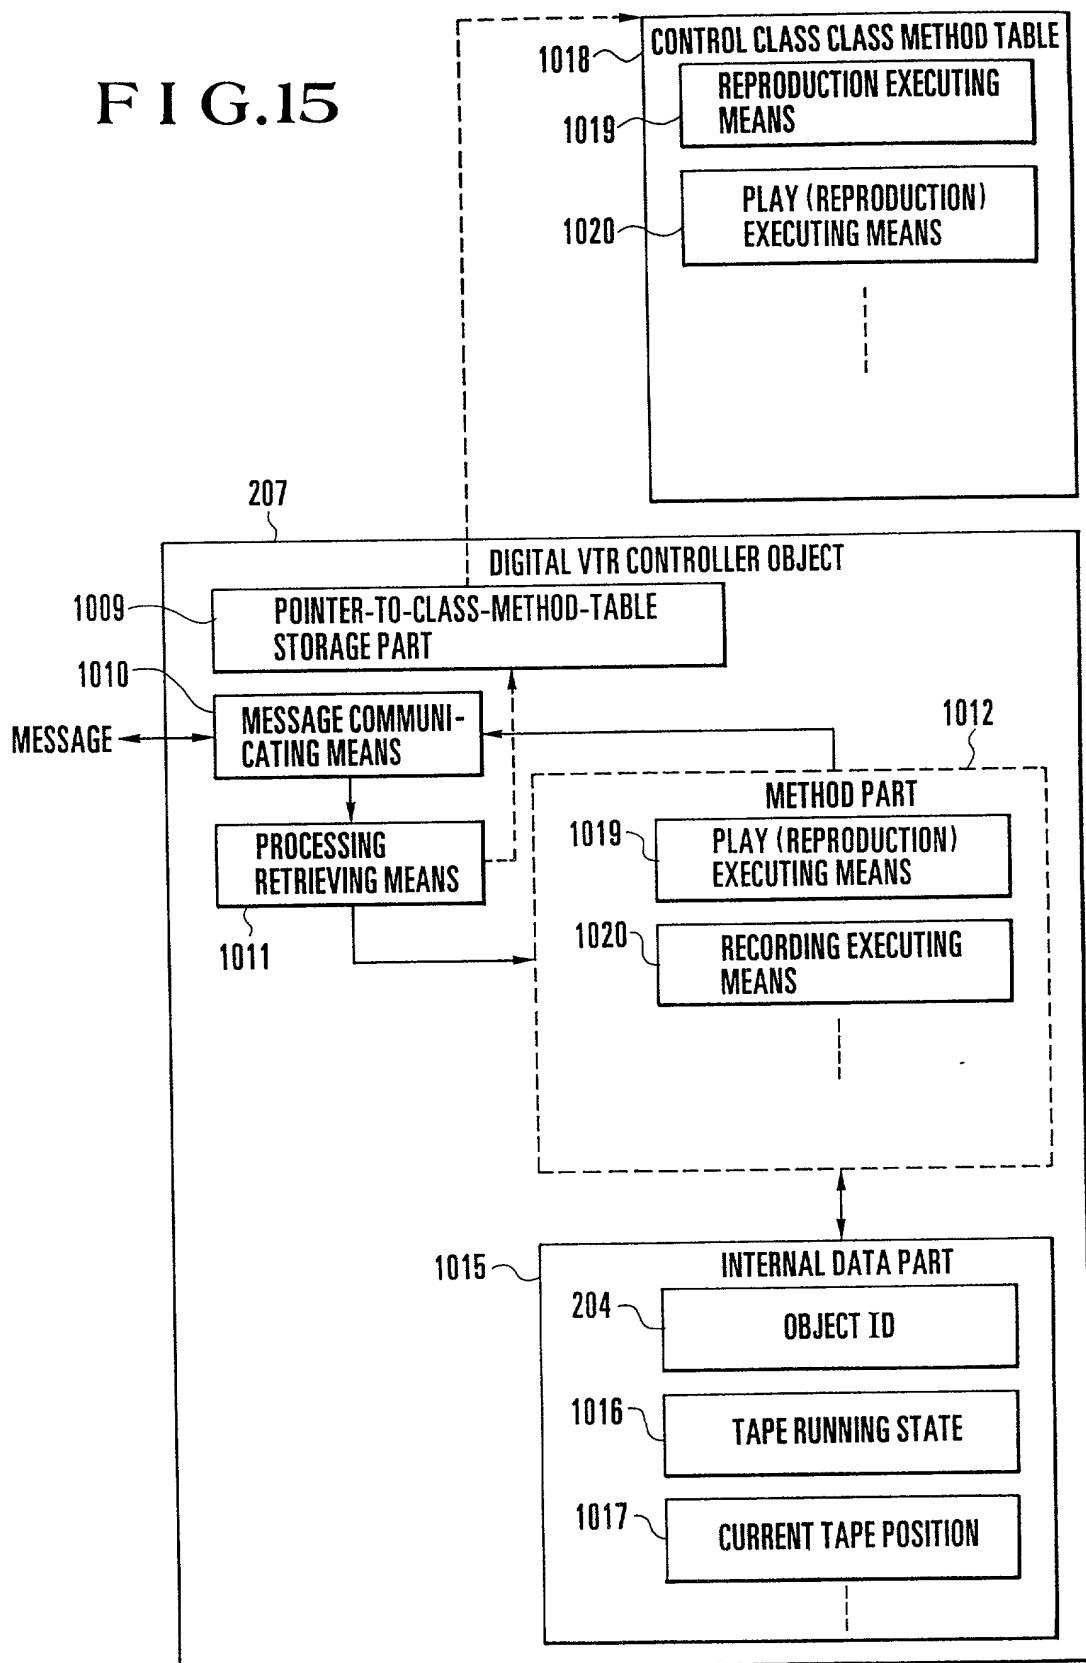 FIG.15
1018
CONTROL CLASS CLASS METHOD TABLE
1019
REPRODUCTION EXECUTING
MEANS
1020
PLAY (REPRODUCTION)
EXECUTING MEANS
207
DIGITAL VTR CONTROLLER OBJECT
1009
POINTER-TO-CLASS-METHOD-TABLE
STORAGE PART
1010
MESSAGE
MESSAGE COMMUNI-
CATING MEANS
1012
METHOD PART
PROCESSING
RETRIEVING MEANS
1011
1019
PLAY (REPRODUCTION)
EXECUTING MEANS
1020
RECORDING EXECUTING
MEANS
1015
INTERNAL DATA PART
204
OBJECT ID
1016
TAPE RUNNING STATE
1017
CURRENT TAPE POSITION